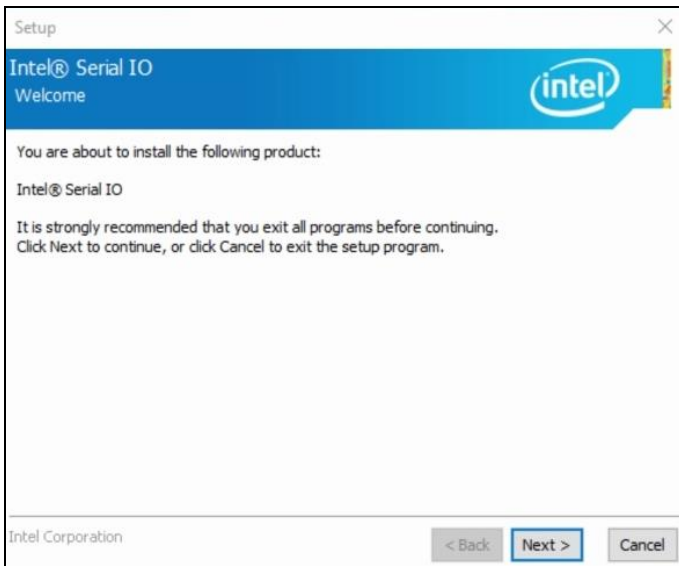 Setup
Intel® Serial IO
Welcome
intel
You are about to install the following product:
Intel® Serial IO
It is strongly recommended that you exit all programs before continuing.
Click Next to continue, or click Cancel to exit the setup program.
Intel Corporation
< Back Next > Cancel